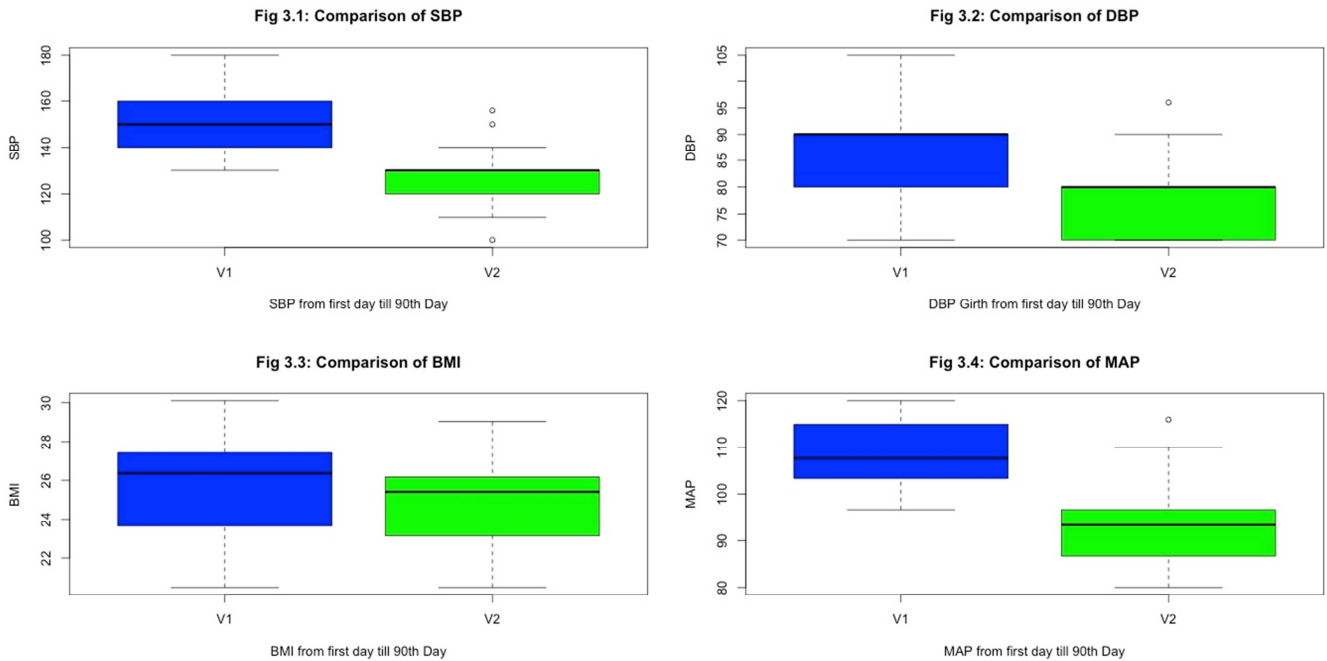 Fig 3.1: Comparison of SBP
SBP
180
160
140
120
100
V1
V2
SBP from first day till 90th Day
Fig 3.2: Comparison of DBP
DBP
105
95
90
85
80
75
70
V1
V2
DBP Girth from first day till 90th Day
Fig 3.3: Comparison of BMI
BMI
30
28
26
24
22
V1
V2
BMI from first day till 90th Day
Fig 3.4: Comparison of MAP
MAP
120
110
100
90
80
V1
V2
MAP from first day till 90th Day